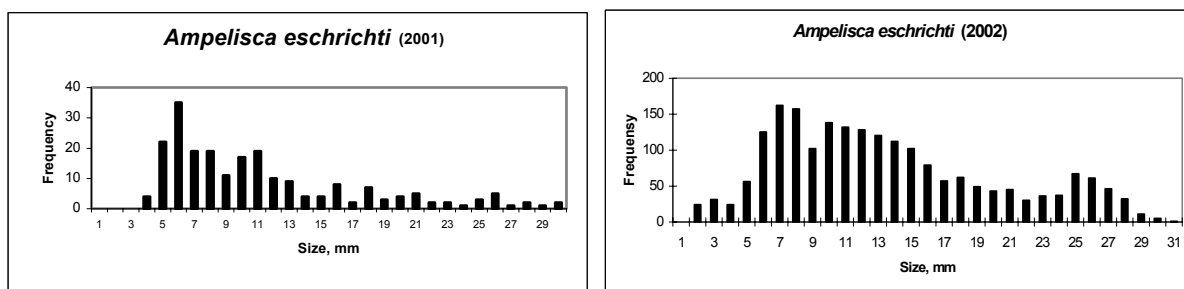 Ampelisca eschrichti (2001)
40
30
20
10
0
Frequency
1 3 5 7 9 11 13 15 17 19 21 23 25 27 29
Size, mm
Ampelisca eschrichti (2002)
200
150
100
50
0
Frequensy
1 3 5 7 9 11 13 15 17 19 21 23 25 27 29 31
Size, mm